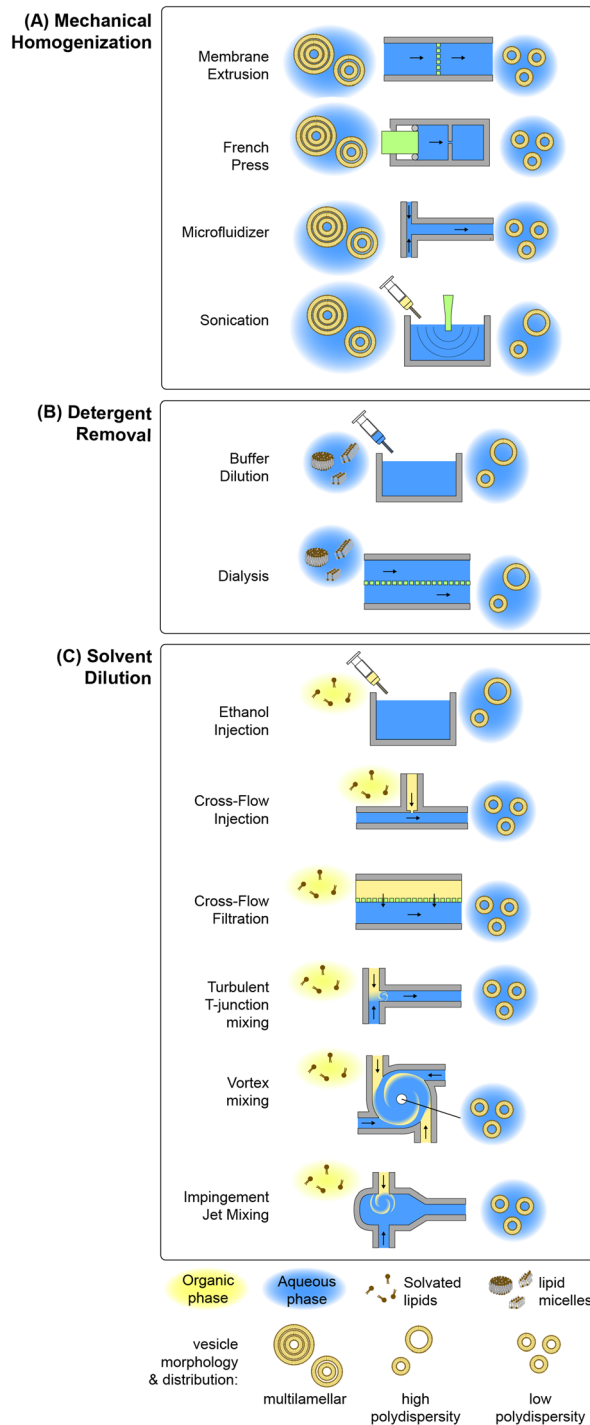 (A) Mechanical
Homogenization
Membrane
Extrusion
French
Press
Microfluidizer
Sonication
(B) Detergent
Removal
Buffer
Dilution
Dialysis
(C) Solvent
Dilution
Ethanol
Injection
Cross-Flow
Injection
Cross-Flow
Filtration
Turbulent
T-junction
mixing
Vortex
mixing
Impingement
Jet Mixing
Organic
phase
Aqueous
phase
Solvated
lipids
lipid
micelles
vesicle
morphology
& distribution:
multilamellar
high
polydispersity
low
polydispersity